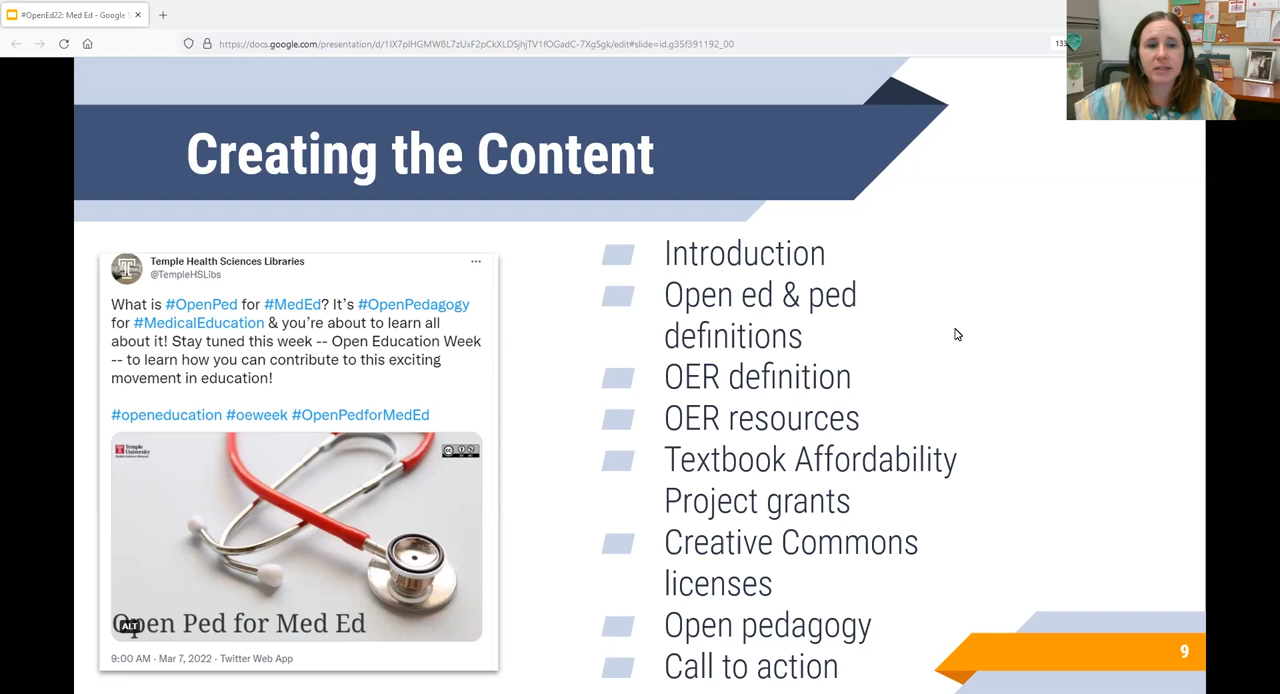 #OpenEd22: Med Ed - Google S
https://docs.google.com/presentation/d/1IX7plHGMW8L7zUxF2pCkXLDSjhjTV1fOGadC-7XgSgk/edit#slide=id.g35f391192_00
133
Creating the Content
Temple Health Sciences Libraries
@TempleHSLibs
What is #OpenPed for #MedEd? It's #OpenPedagogy
for #MedicalEducation & you're about to learn all
about it! Stay tuned this week -- Open Education Week
-- to learn how you can contribute to this exciting
movement in education!
#openeducation #oeweek #OpenPedforMedEd
Temple
University
Open Ped for Med Ed
ALT
9:00 AM · Mar 7, 2022 · Twitter Web App
Introduction
Open ed & ped
definitions
OER definition
OER resources
Textbook Affordability
Project grants
Creative Commons
licenses
Open pedagogy
Call to action
9